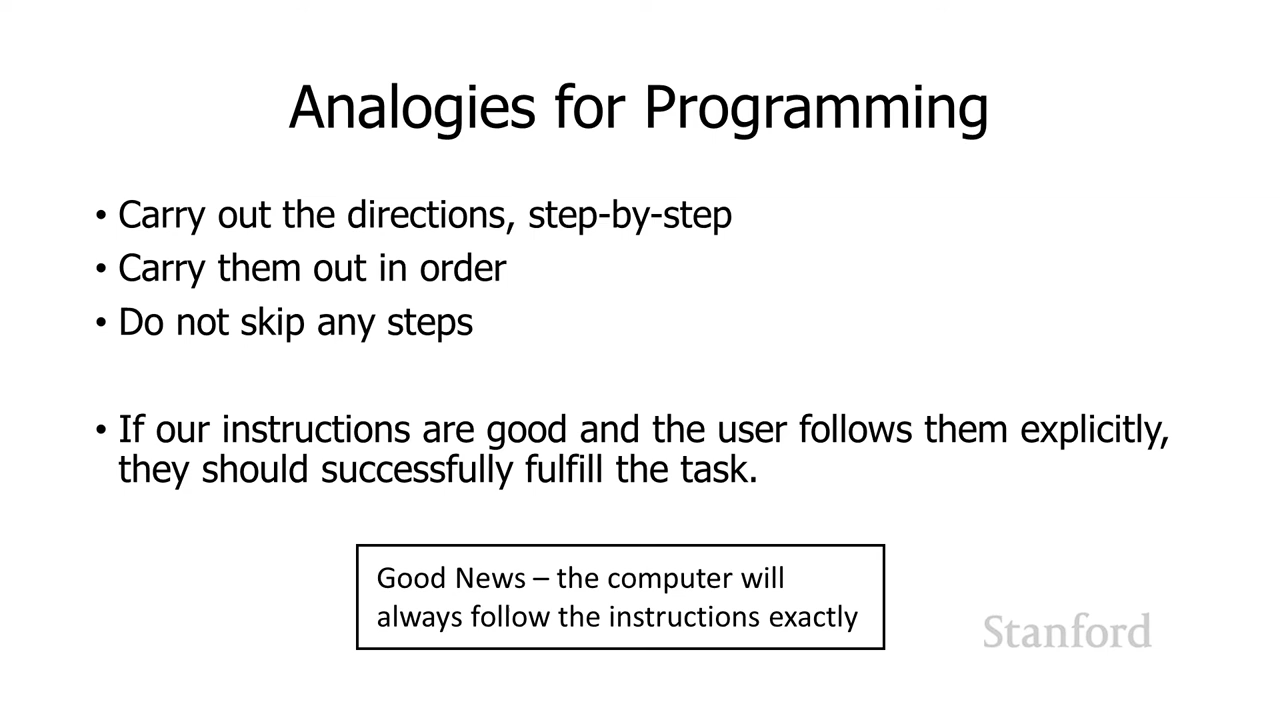 Analogies for Programming
• Carry out the directions, step-by-step
• Carry them out in order
• Do not skip any steps
• If our instructions are good and the user follows them explicitly,
they should successfully fulfill the task.
Good News – the computer will
always follow the instructions exactly
Stanford